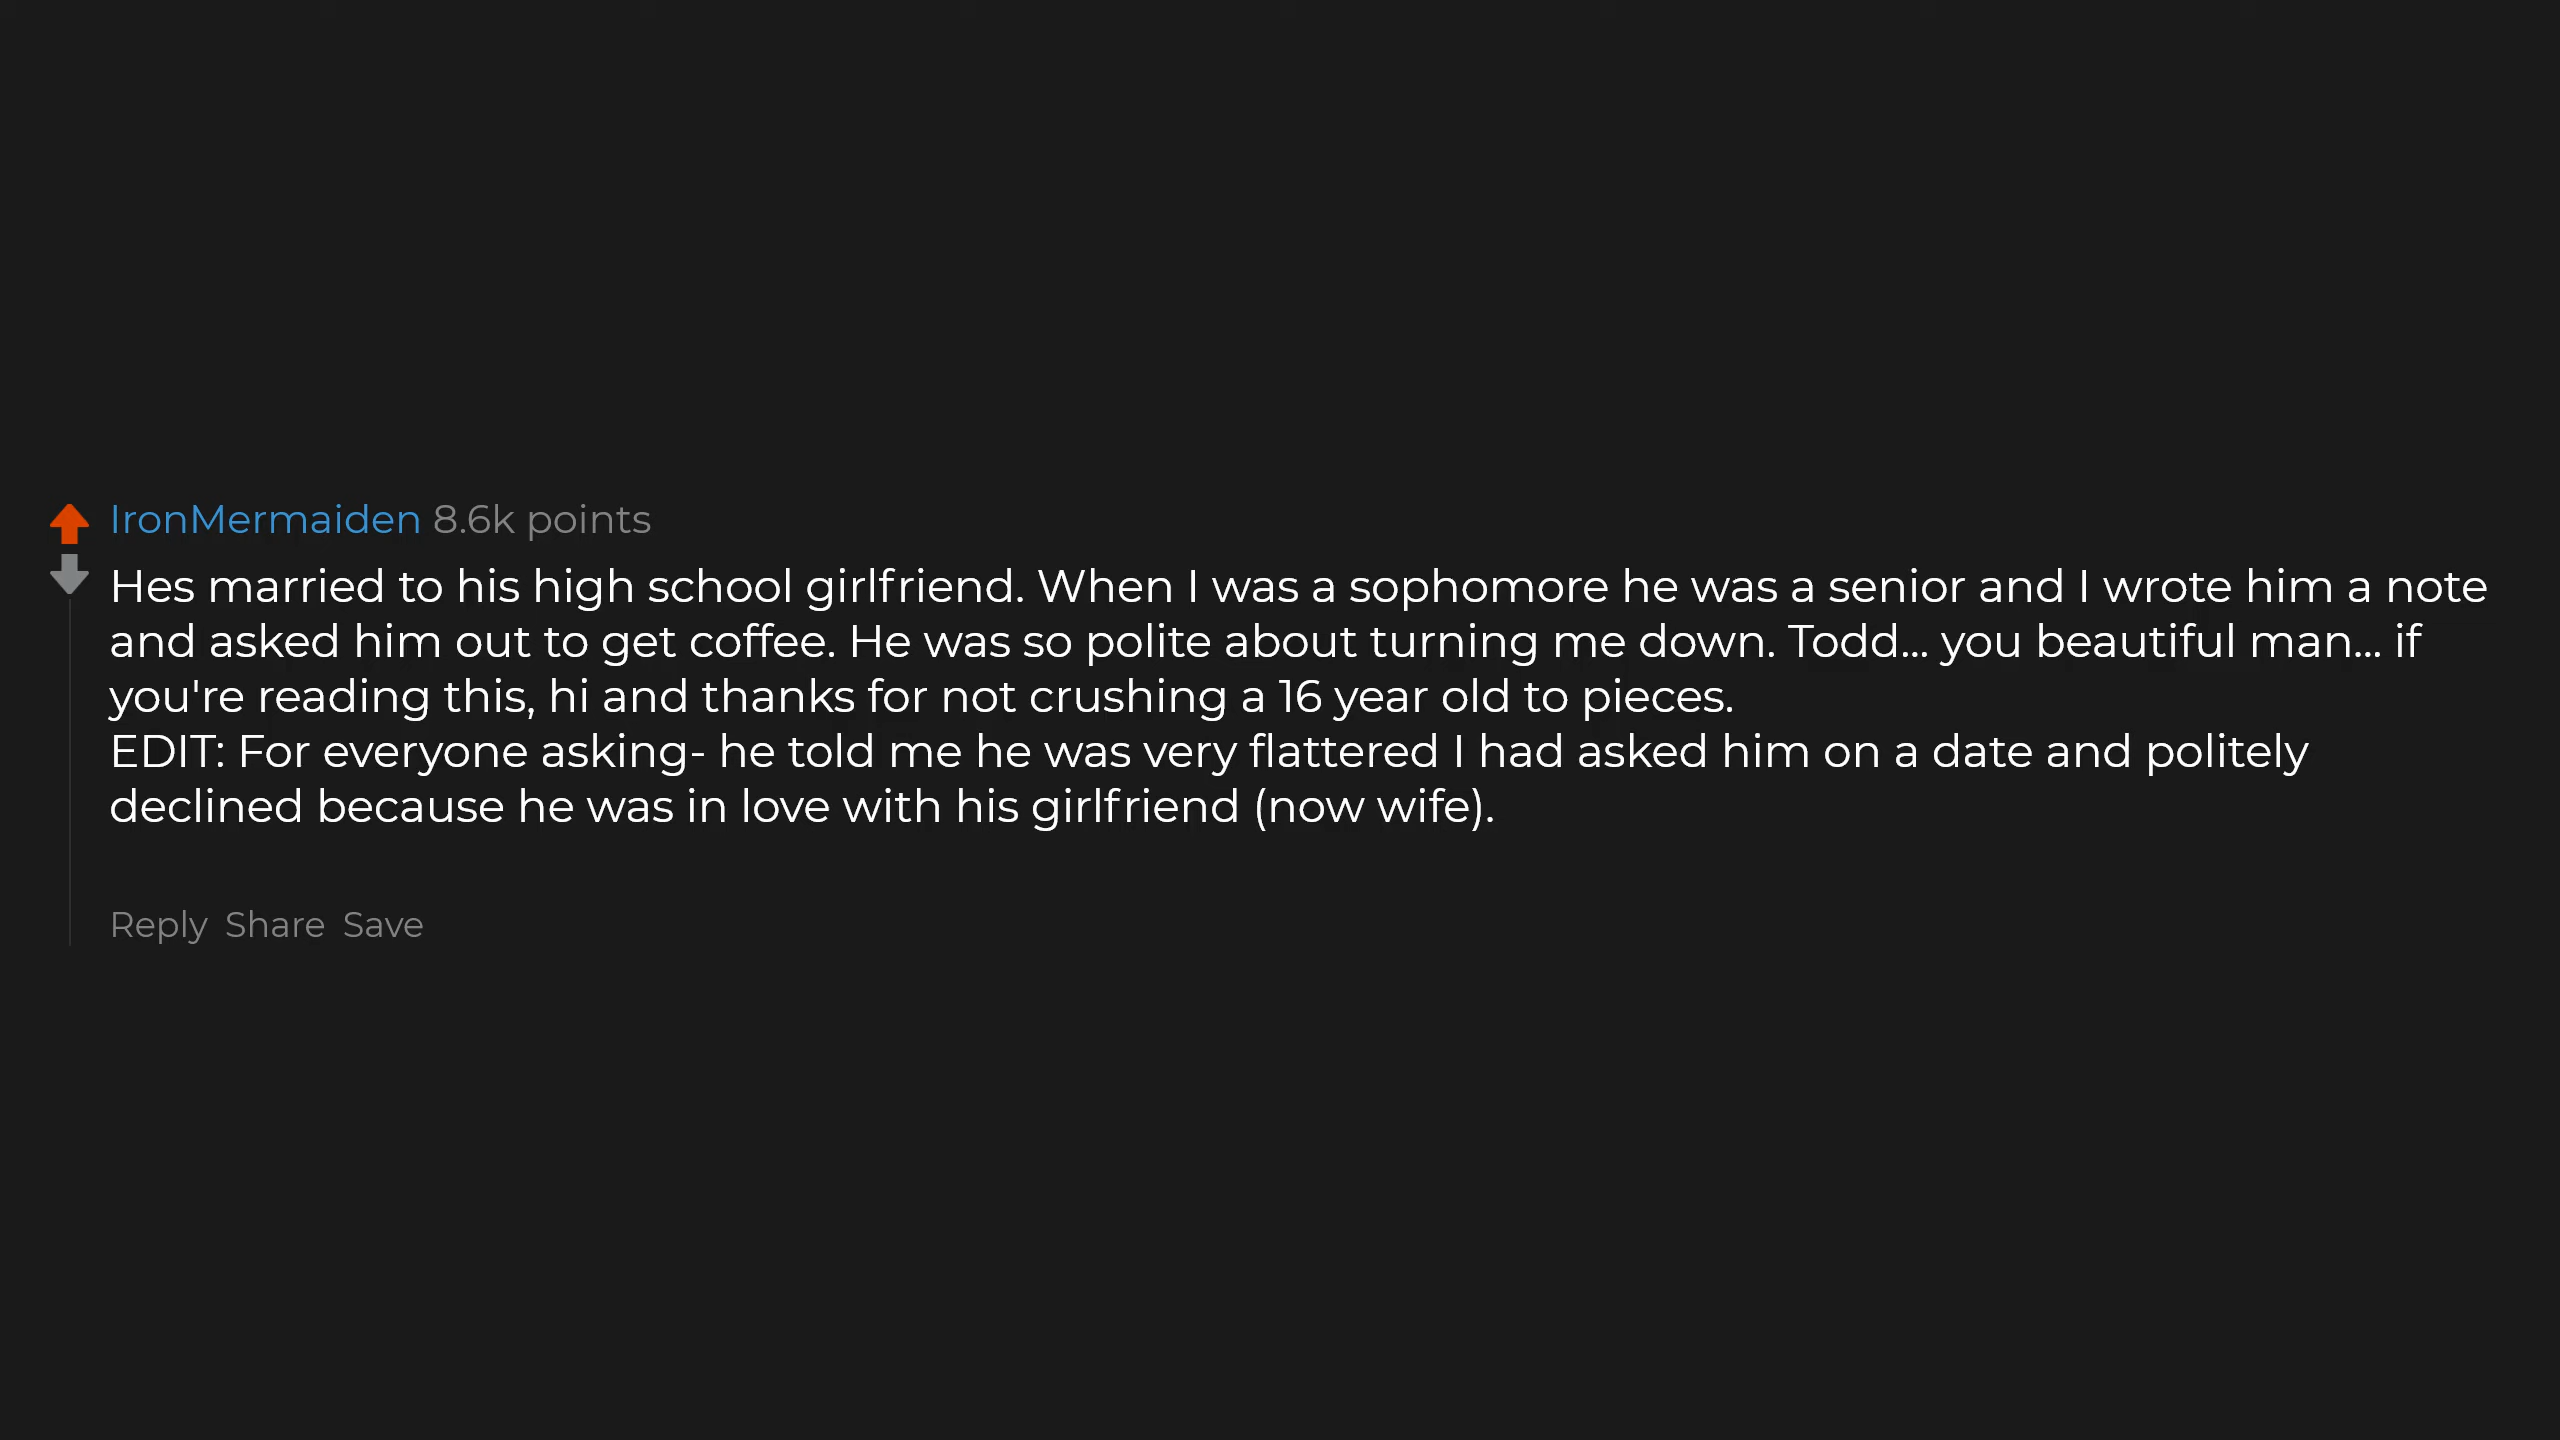 IronMermaiden 8.6k points
Hes married to his high school girlfriend. When I was a sophomore he was a senior and I wrote him a note
and asked him out to get coffee. He was so polite about turning me down. Todd... you beautiful man... if
you're reading this, hi and thanks for not crushing a 16 year old to pieces.
EDIT: For everyone asking- he told me he was very flattered I had asked him on a date and politely
declined because he was in love with his girlfriend (now wife).
Reply Share Save